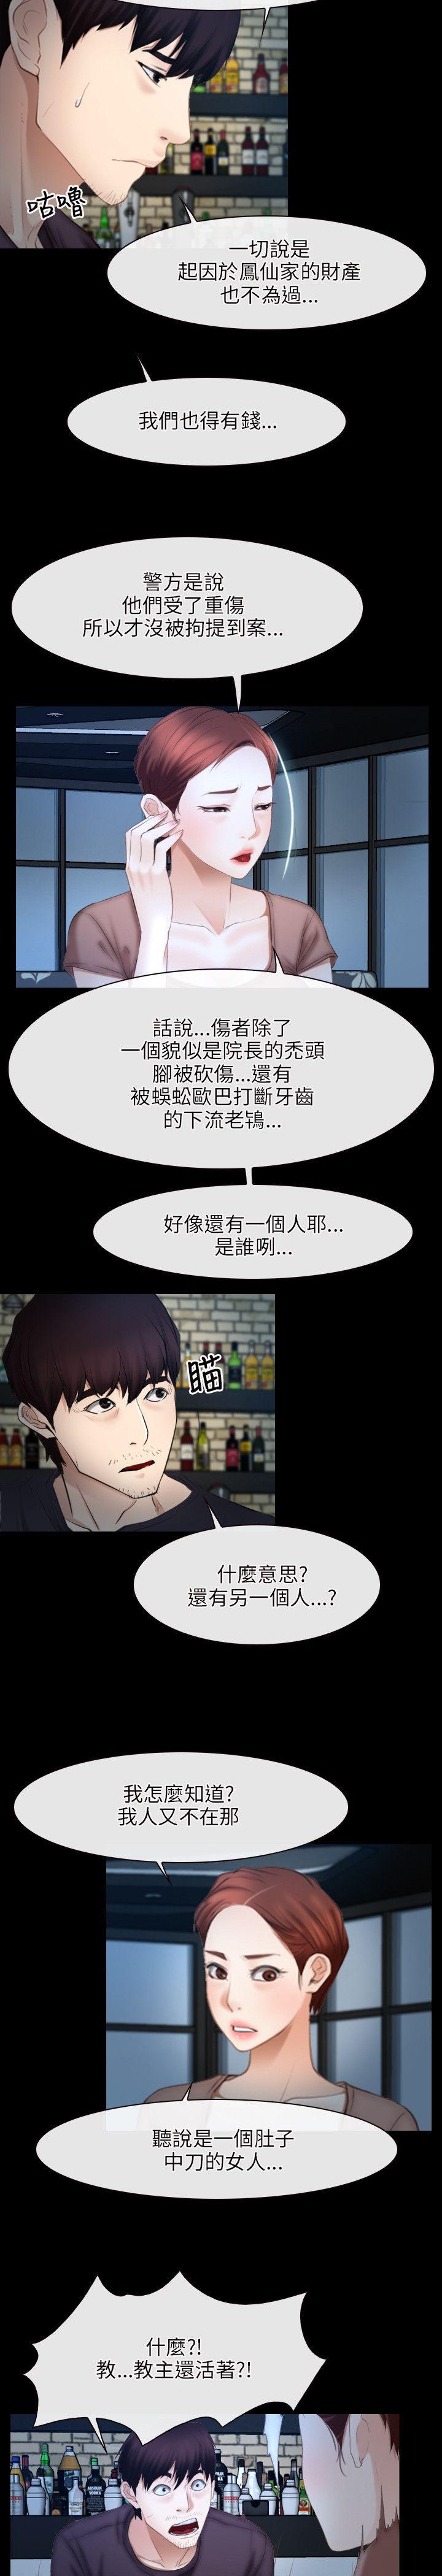 咕嚕
一切說是
起因於鳳仙家的財產
也不為過...
我們也得有錢...
警方是說
他們受了重傷
所以才沒被拘提到案...
話說...傷者除了
一個貌似是院長的禿頭
腳被砍傷...還有
被蜈蚣歐巴打斷牙齒
的下流老鴇...
好像還有一個人耶...
是誰咧...
瞄
什麼意思?
還有另一個人...?
我怎麼知道?
我人又不在那
聽說是一個肚子
中刀的女人...
什麼?!
教...教主還活著?!